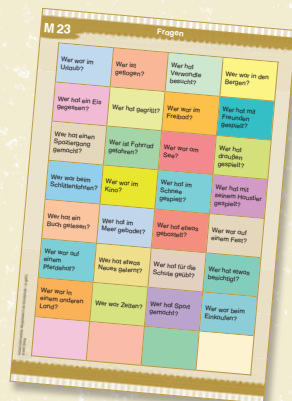 M 23
Fragen
Wer war im
Urlaub?
Wer ist
geflogen?
Wer hat
Verwandte
besucht?
Wer war in den
Bergen?
Wer hat ein Eis
gegessen?
Wer hat gegrillt?
Wer war im
Freibad?
Wer hat mit
Freunden
gespielt?
Wer hat einen
Spaziergang
gemacht?
Wer ist Fahrrad
gefahren?
Wer war am
See?
Wer hat
draußen
gespielt?
Wer war beim
Schlittenfahren?
Wer war im
Kino?
Wer hat im
Schnee
gespielt?
Wer hat mit
seinem Haustier
gespielt?
Wer hat ein
Buch gelesen?
Wer hat im
Meer gebadet?
Wer hat etwas
gebastelt?
Wer war auf
einem Fest?
Wer war auf
einem
Pferdehof?
Wer hat etwas
Neues gelernt?
Wer hat für die
Schule geübt?
Wer hat etwas
besichtigt?
Wer war in
einem anderen
Land?
Wer war Zelten?
Wer hat Sport
gemacht?
Wer war beim
Einkaufen?